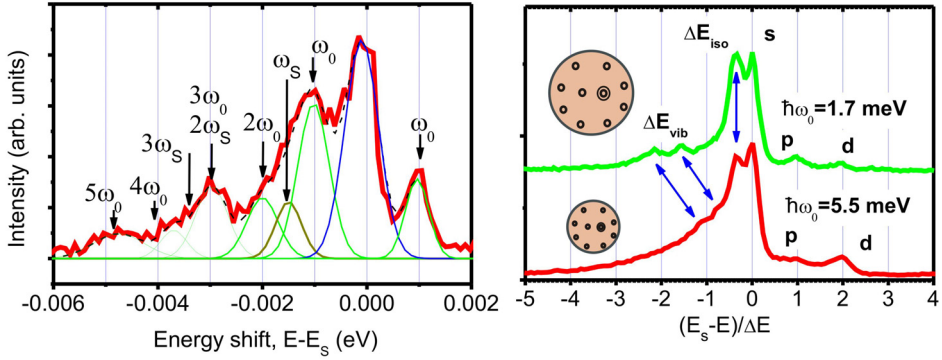 Intensity (arb. units)
5ω₀
4ω₀
3ωₛ
3ω₀
2ωₛ
2ω₀
ωₛ
ω₀
ω₀
-0.006 -0.005 -0.004 -0.003 -0.002 -0.001 0.000 0.001 0.002
Energy shift, E-Eₛ (eV)
ΔE_iso
s
ΔE_vib
ħω₀=1.7 meV
p d
ħω₀=5.5 meV
p d
-5 -4 -3 -2 -1 0 1 2 3 4
(Eₛ-E)/ΔE